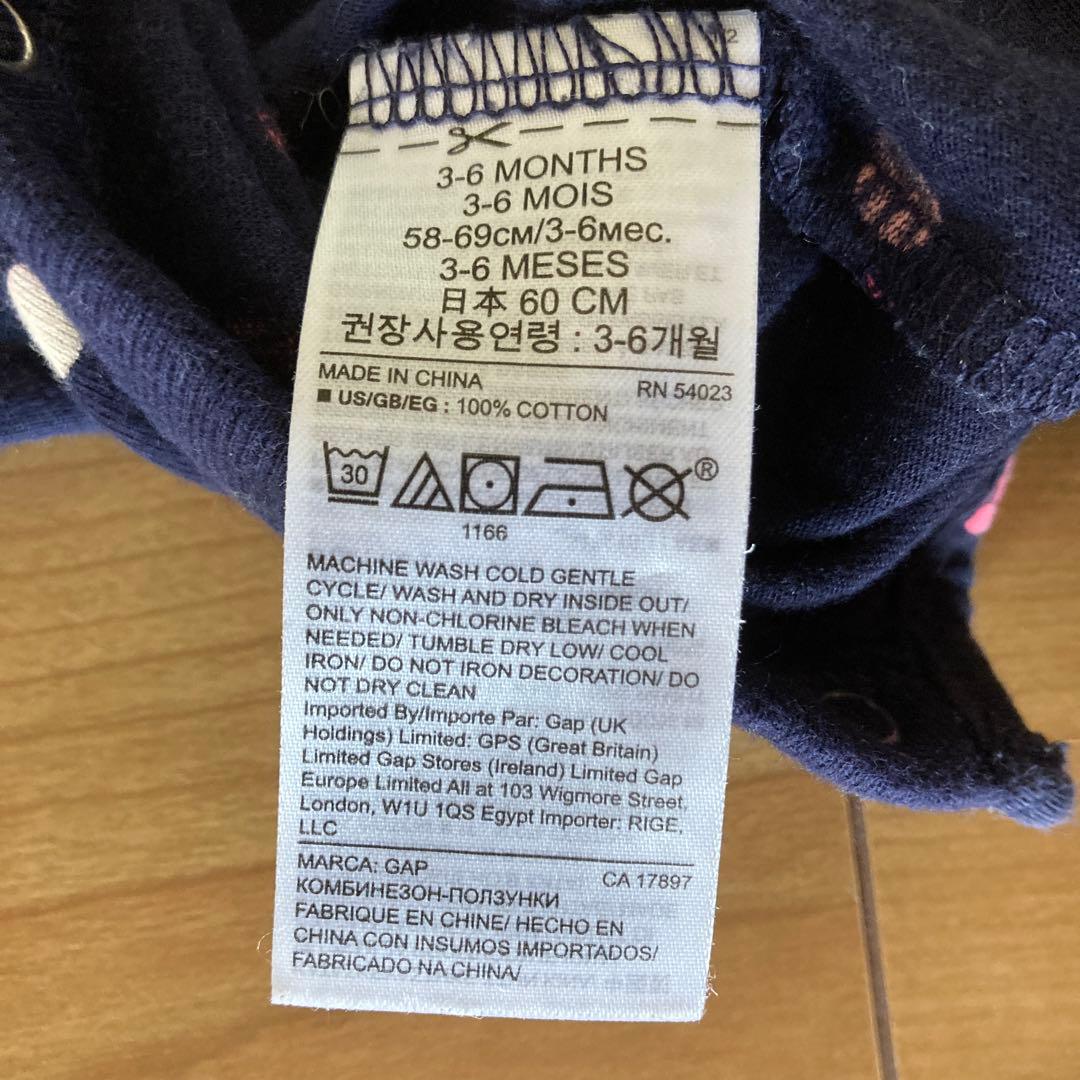 2
3-6 MONTHS
3-6 MOIS
58-69СМ/3-6Мес.
3-6 MESES
日本 60 CM
권장사용연령 : 3-6개월
MADE IN CHINA
RN 54023
■ US/GB/EG : 100% COTTON
30
®
1166
MACHINE WASH COLD GENTLE
CYCLE/ WASH AND DRY INSIDE OUT/
ONLY NON-CHLORINE BLEACH WHEN
NEEDED/ TUMBLE DRY LOW/ COOL
IRON/ DO NOT IRON DECORATION/ DO
NOT DRY CLEAN
Imported By/Importe Par: Gap (UK
Holdings) Limited: GPS (Great Britain)
Limited Gap Stores (Ireland) Limited Gap
Europe Limited All at 103 Wigmore Street,
London, W1U 1QS Egypt Importer: RIGE,
LLC
MARCA: GAP
CA 17897
КОМБИНЕЗОН-ПОЛЗУНКИ
FABRIQUE EN CHINE/ HECHO EN
CHINA CON INSUMOS IMPORTADOS/
FABRICADO NA CHINA/